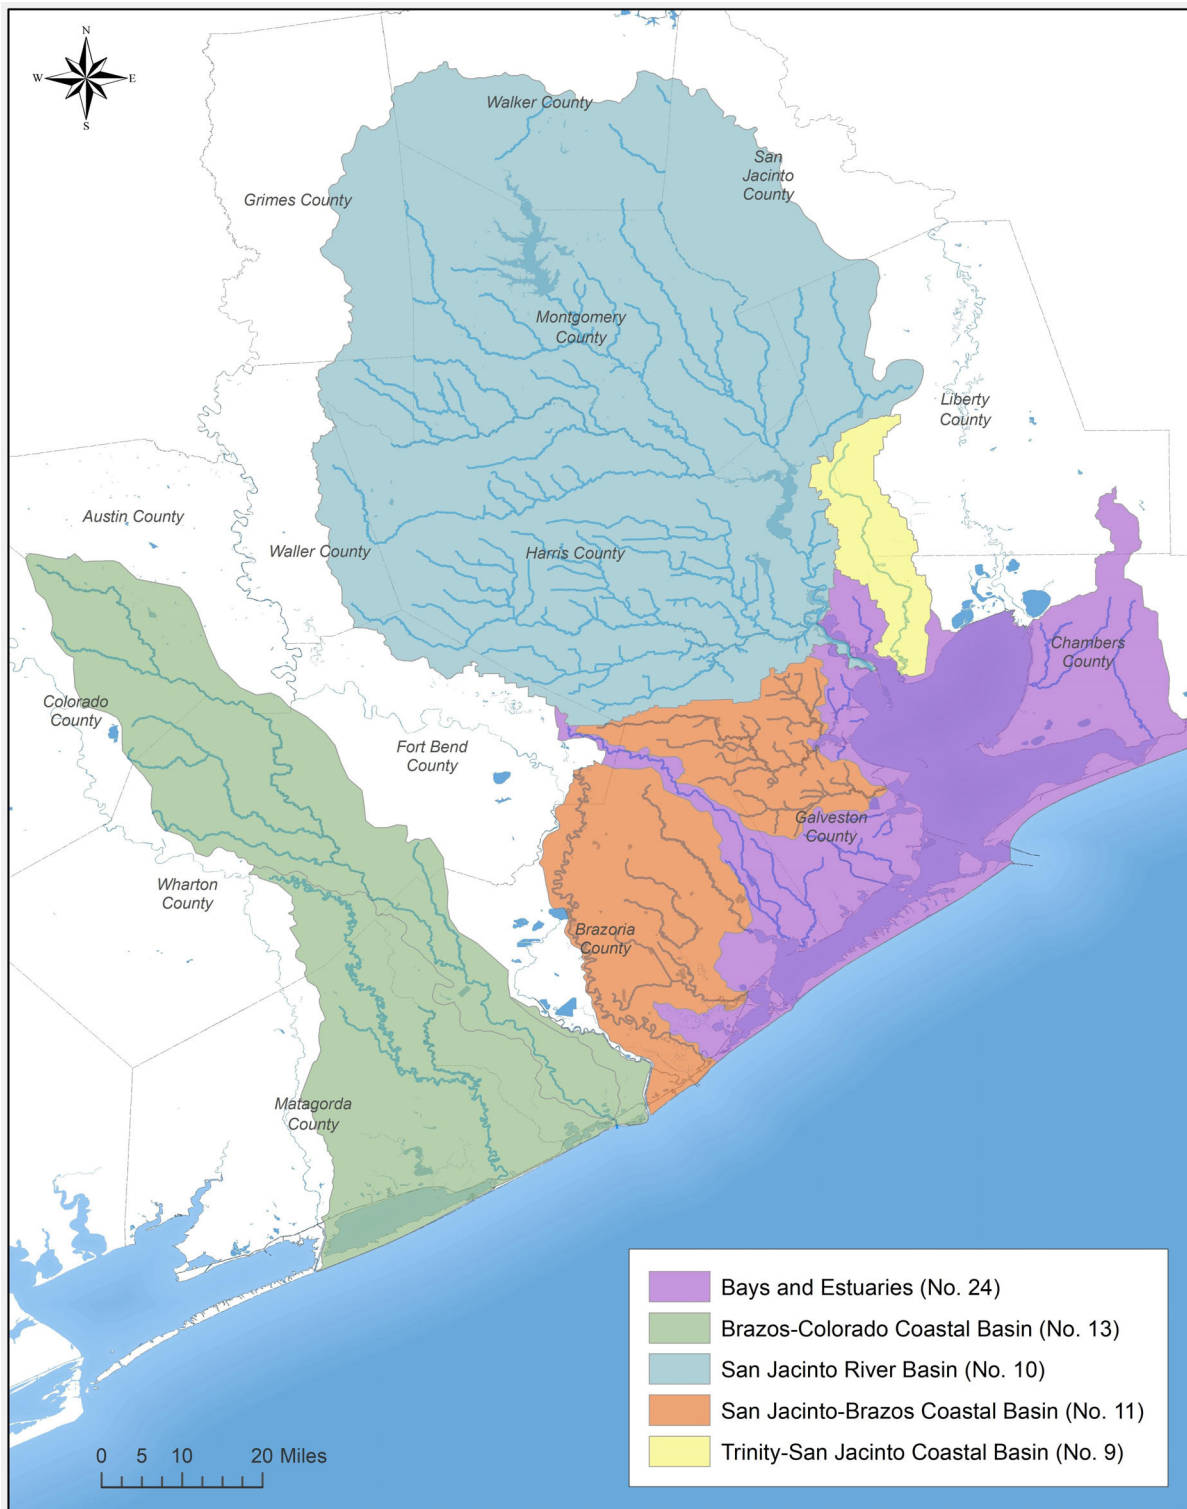 N
W E
S
Walker County
San
Jacinto
County
Grimes County
Montgomery
County
Liberty
County
Austin County
Waller County
Harris County
Chambers
County
Colorado
County
Fort Bend
County
Galveston
County
Wharton
County
Brazoria
County
Matagorda
County
Bays and Estuaries (No. 24)
Brazos-Colorado Coastal Basin (No. 13)
San Jacinto River Basin (No. 10)
San Jacinto-Brazos Coastal Basin (No. 11)
Trinity-San Jacinto Coastal Basin (No. 9)
0 5 10 20 Miles